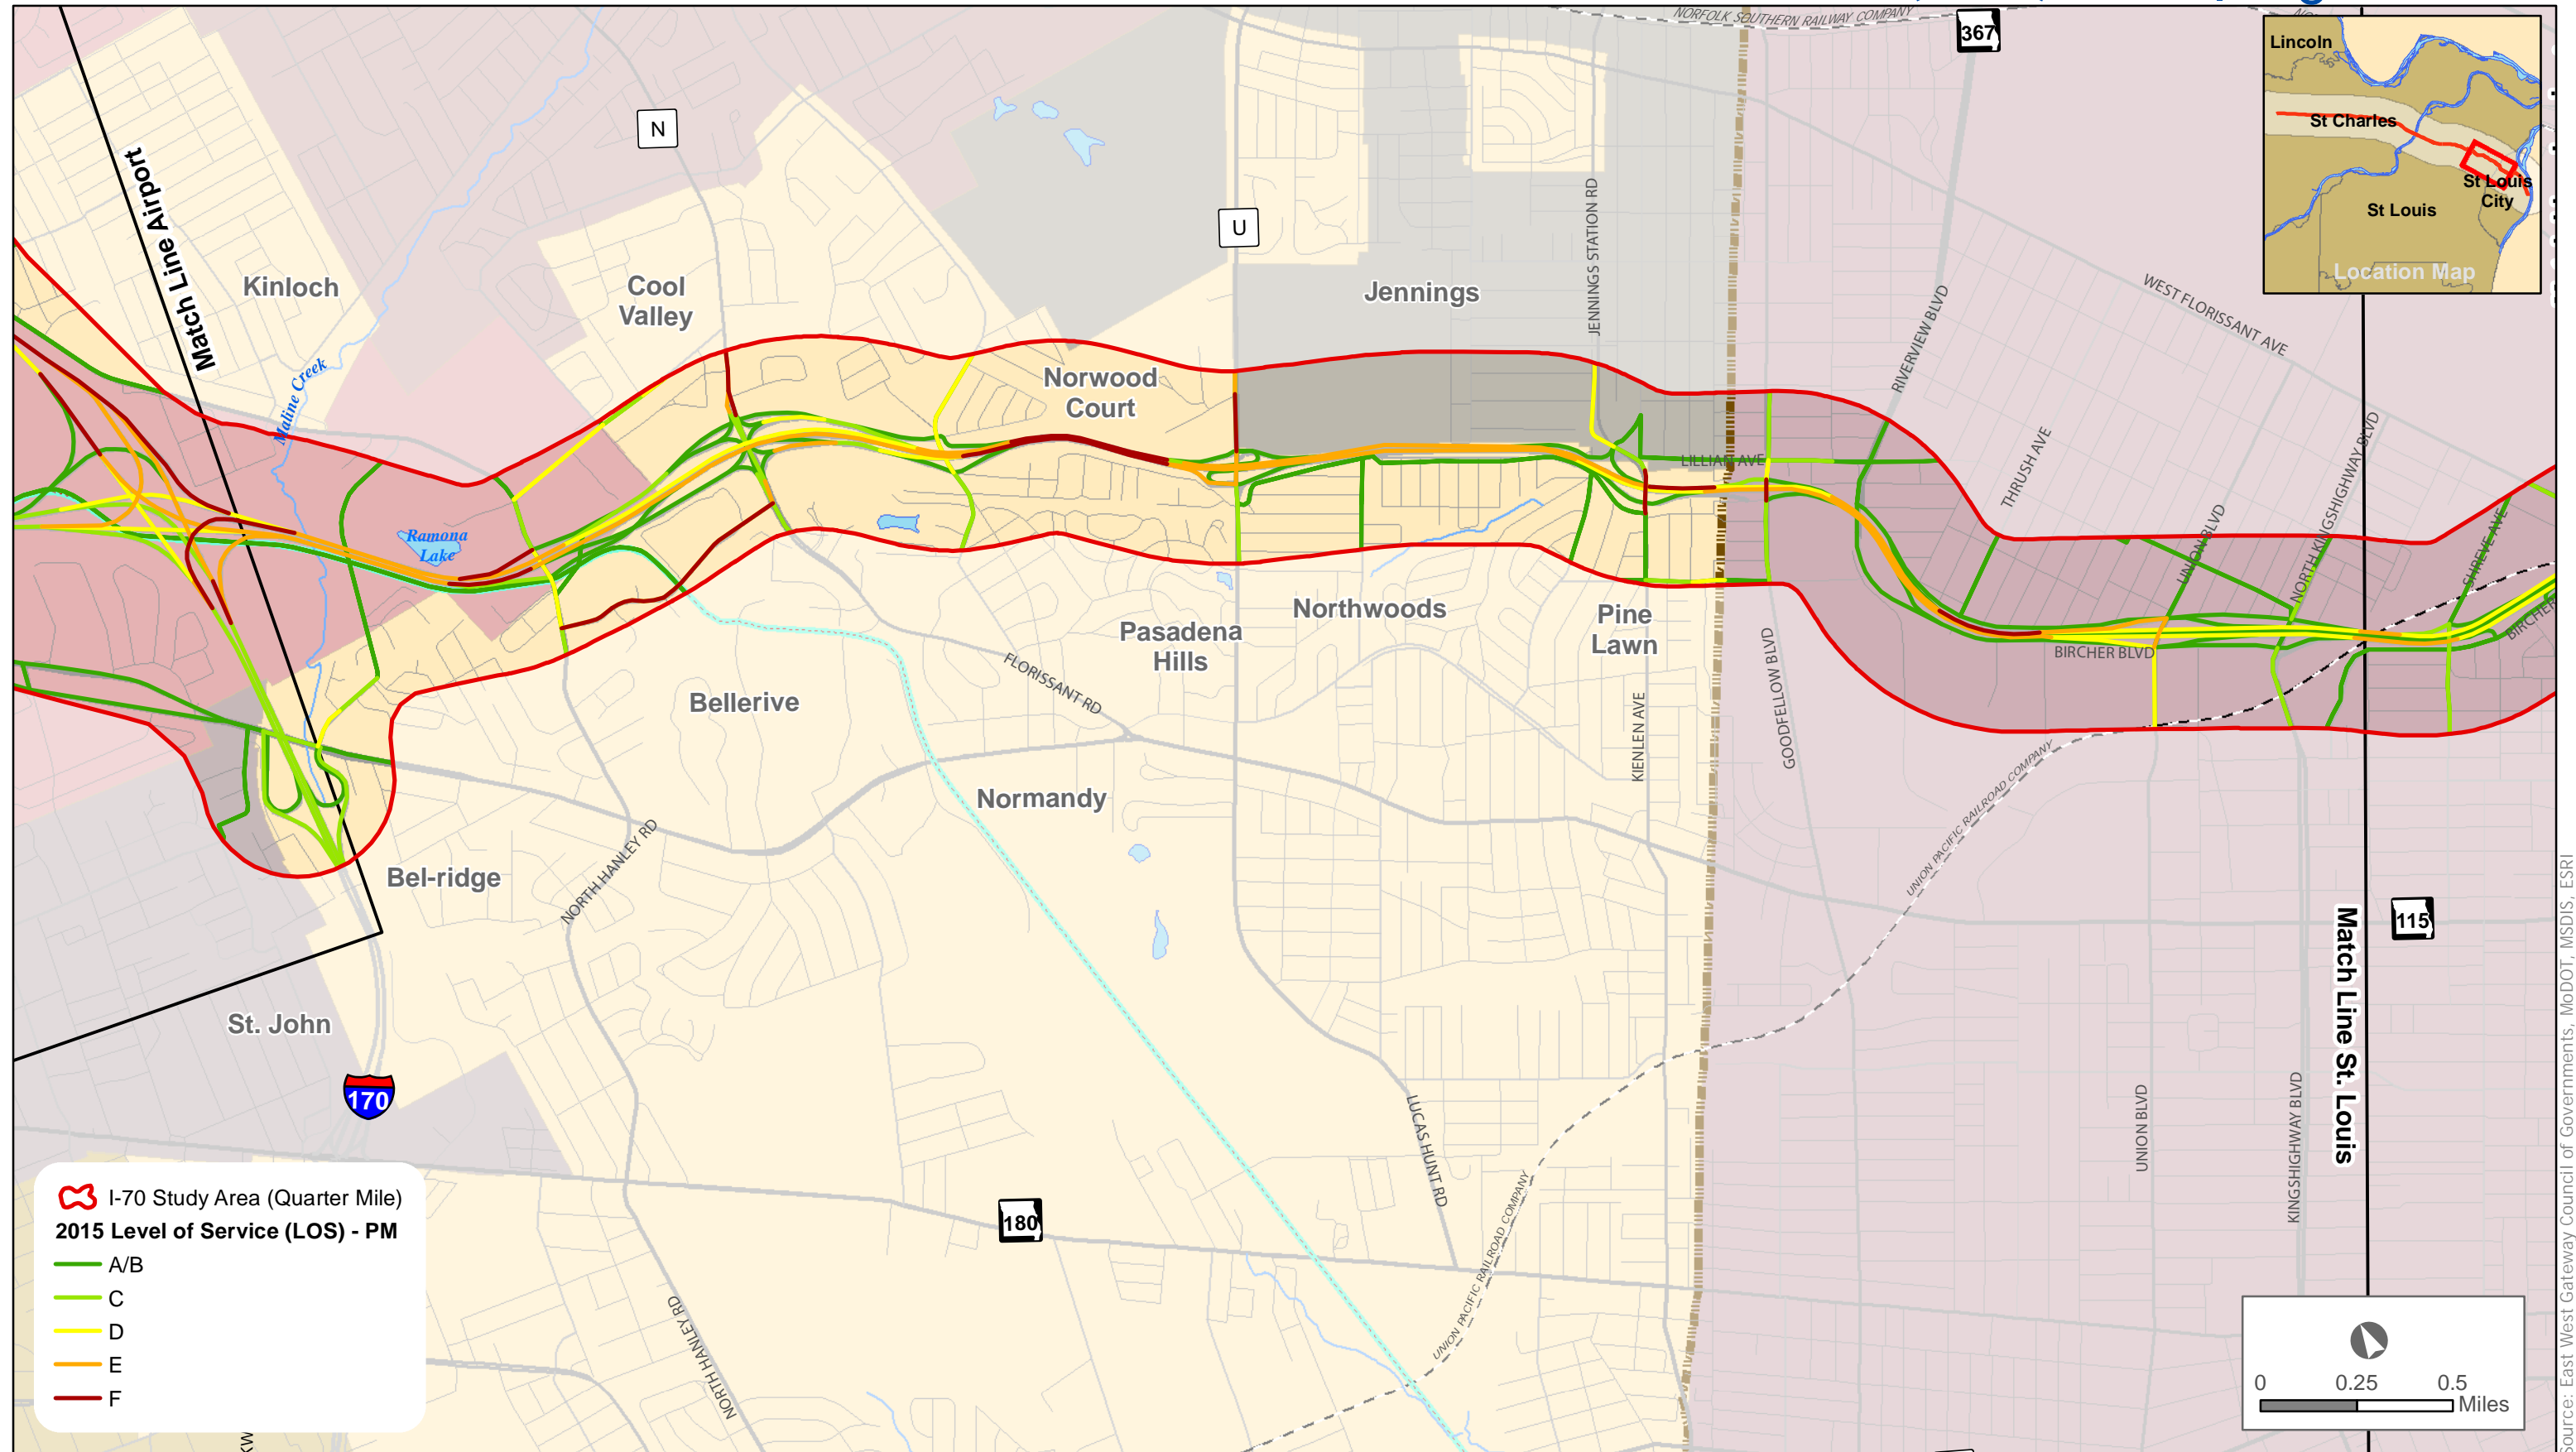 NORFOLK SOUTHERN RAILWAY COMPANY
367
Lincoln
St Charles
St Louis
City
St Louis
Location Map
N
U
Match Line Airport
Kinloch
Cool
Valley
Maline Creek
Jennings
JENNINGS STATION RD
RIVERVIEW BLVD
WEST FLORISSANT AVE
Norwood
Court
LILLIAN AVE
THRUSH AVE
UNION BLVD
NORTH KINGSHIGHWAY BLVD
SHREVE AVE
Ramona
Lake
BIRCHER
BIRCHER BLVD
Northwoods
Pine
Lawn
Pasadena
Hills
FLORISSANT RD
Bellerive
KIENLEN AVE
GOODFELLOW BLVD
Normandy
UNION PACIFIC RAILROAD COMPANY
Bel-ridge
NORTH HANLEY RD
115
Match Line St. Louis
St. John
170
LUCAS HUNT RD
UNION BLVD
KINGSHIGHWAY BLVD
180
UNION PACIFIC RAILROAD COMPANY
NORTH HANLEY RD
I-70 Study Area (Quarter Mile)
2015 Level of Service (LOS) - PM
A/B
C
D
E
F
0 0.25 0.5
Miles
Source: East West Gateway Council of Governments, MoDOT, MSDIS, ESRI